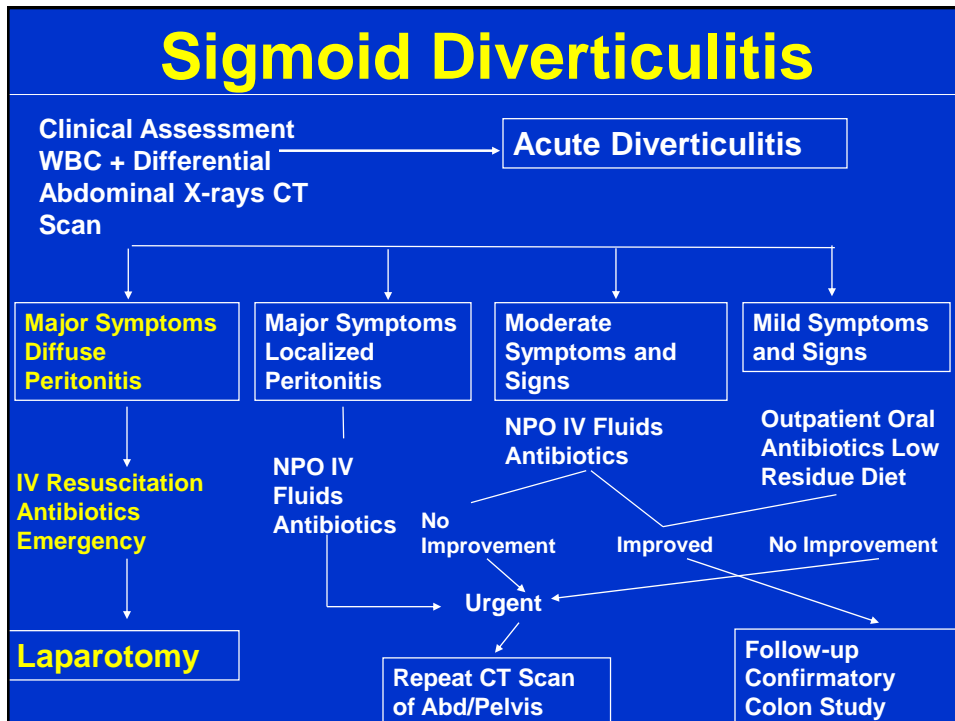 Sigmoid Diverticulitis
Clinical Assessment
WBC + Differential
Abdominal X-rays CT
Scan
Acute Diverticulitis
Major Symptoms
Diffuse
Peritonitis
Major Symptoms
Localized
Peritonitis
Moderate
Symptoms and
Signs
Mild Symptoms
and Signs
IV Resuscitation
Antibiotics
Emergency
NPO IV
Fluids
Antibiotics
NPO IV Fluids
Antibiotics
Outpatient Oral
Antibiotics Low
Residue Diet
No
Improvement
Improved
No Improvement
Urgent
Laparotomy
Repeat CT Scan
of Abd/Pelvis
Follow-up
Confirmatory
Colon Study